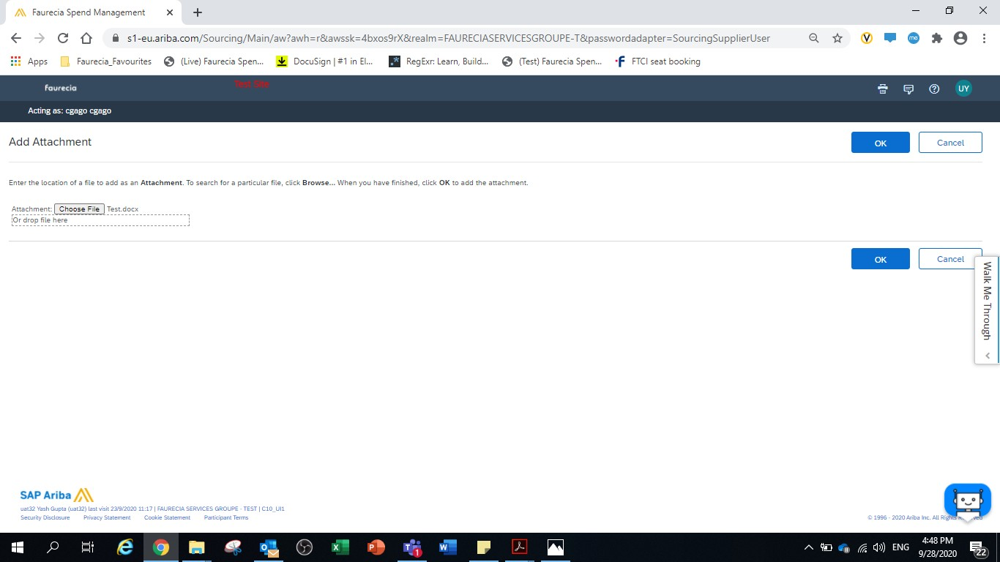 Faurecia Spend Management
s1-eu.ariba.com/Sourcing/Main/aw?awh=r&awssk=4bxos9rX&realm=FAURECIASERVICESGROUPE-T&passwordadapter=SourcingSupplierUser
Apps Faurecia_Favourites (Live) Faurecia Spen... DocuSign | #1 in El... RegExr: Learn, Build... (Test) Faurecia Spen... FTCI seat booking
faurecia Test Site UY
Acting as: cgago cgago
Add Attachment OK Cancel
Enter the location of a file to add as an Attachment. To search for a particular file, click Browse... When you have finished, click OK to add the attachment.
Attachment: Choose File Test.docx
Or drop file here
OK Cancel
Walk Me Through
SAP Ariba
uat32 Yash Gupta (uat32) last visit 23/9/2020 11:17 | FAURECIA SERVICES GROUPE - TEST | C10_UI1
Security Disclosure Privacy Statement Cookie Statement Participant Terms
© 1996 - 2020 Ariba Inc. All Rights
ENG
4:48 PM
9/28/2020
22